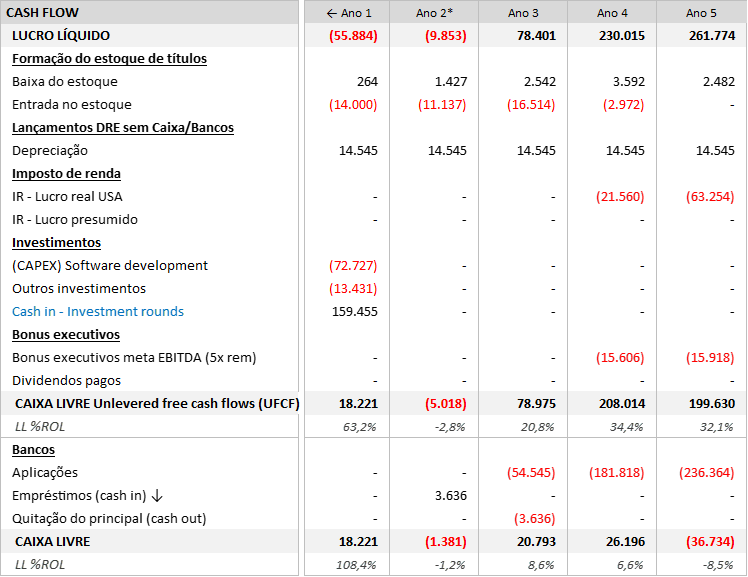 CASH FLOW ← Ano 1 Ano 2* Ano 3 Ano 4 Ano 5
LUCRO LÍQUIDO (55.884) (9.853) 78.401 230.015 261.774
Formação do estoque de títulos
Baixa do estoque 264 1.427 2.542 3.592 2.482
Entrada no estoque (14.000) (11.137) (16.514) (2.972) -
Lançamentos DRE sem Caixa/Bancos
Depreciação 14.545 14.545 14.545 14.545 14.545
Imposto de renda
IR - Lucro real USA - - - (21.560) (63.254)
IR - Lucro presumido - - - - -
Investimentos
(CAPEX) Software development (72.727) - - - -
Outros investimentos (13.431) - - - -
Cash in - Investment rounds 159.455 - - - -
Bonus executivos
Bonus executivos meta EBITDA (5x rem) - - - (15.606) (15.918)
Dividendos pagos - - - - -
CAIXA LIVRE Unlevered free cash flows (UFCF) 18.221 (5.018) 78.975 208.014 199.630
LL %ROL 63,2% -2,8% 20,8% 34,4% 32,1%
Bancos
Aplicações - - (54.545) (181.818) (236.364)
Empréstimos (cash in) ↓ - 3.636 - - -
Quitação do principal (cash out) - - (3.636) - -
CAIXA LIVRE 18.221 (1.381) 20.793 26.196 (36.734)
LL %ROL 108,4% -1,2% 8,6% 6,6% -8,5%